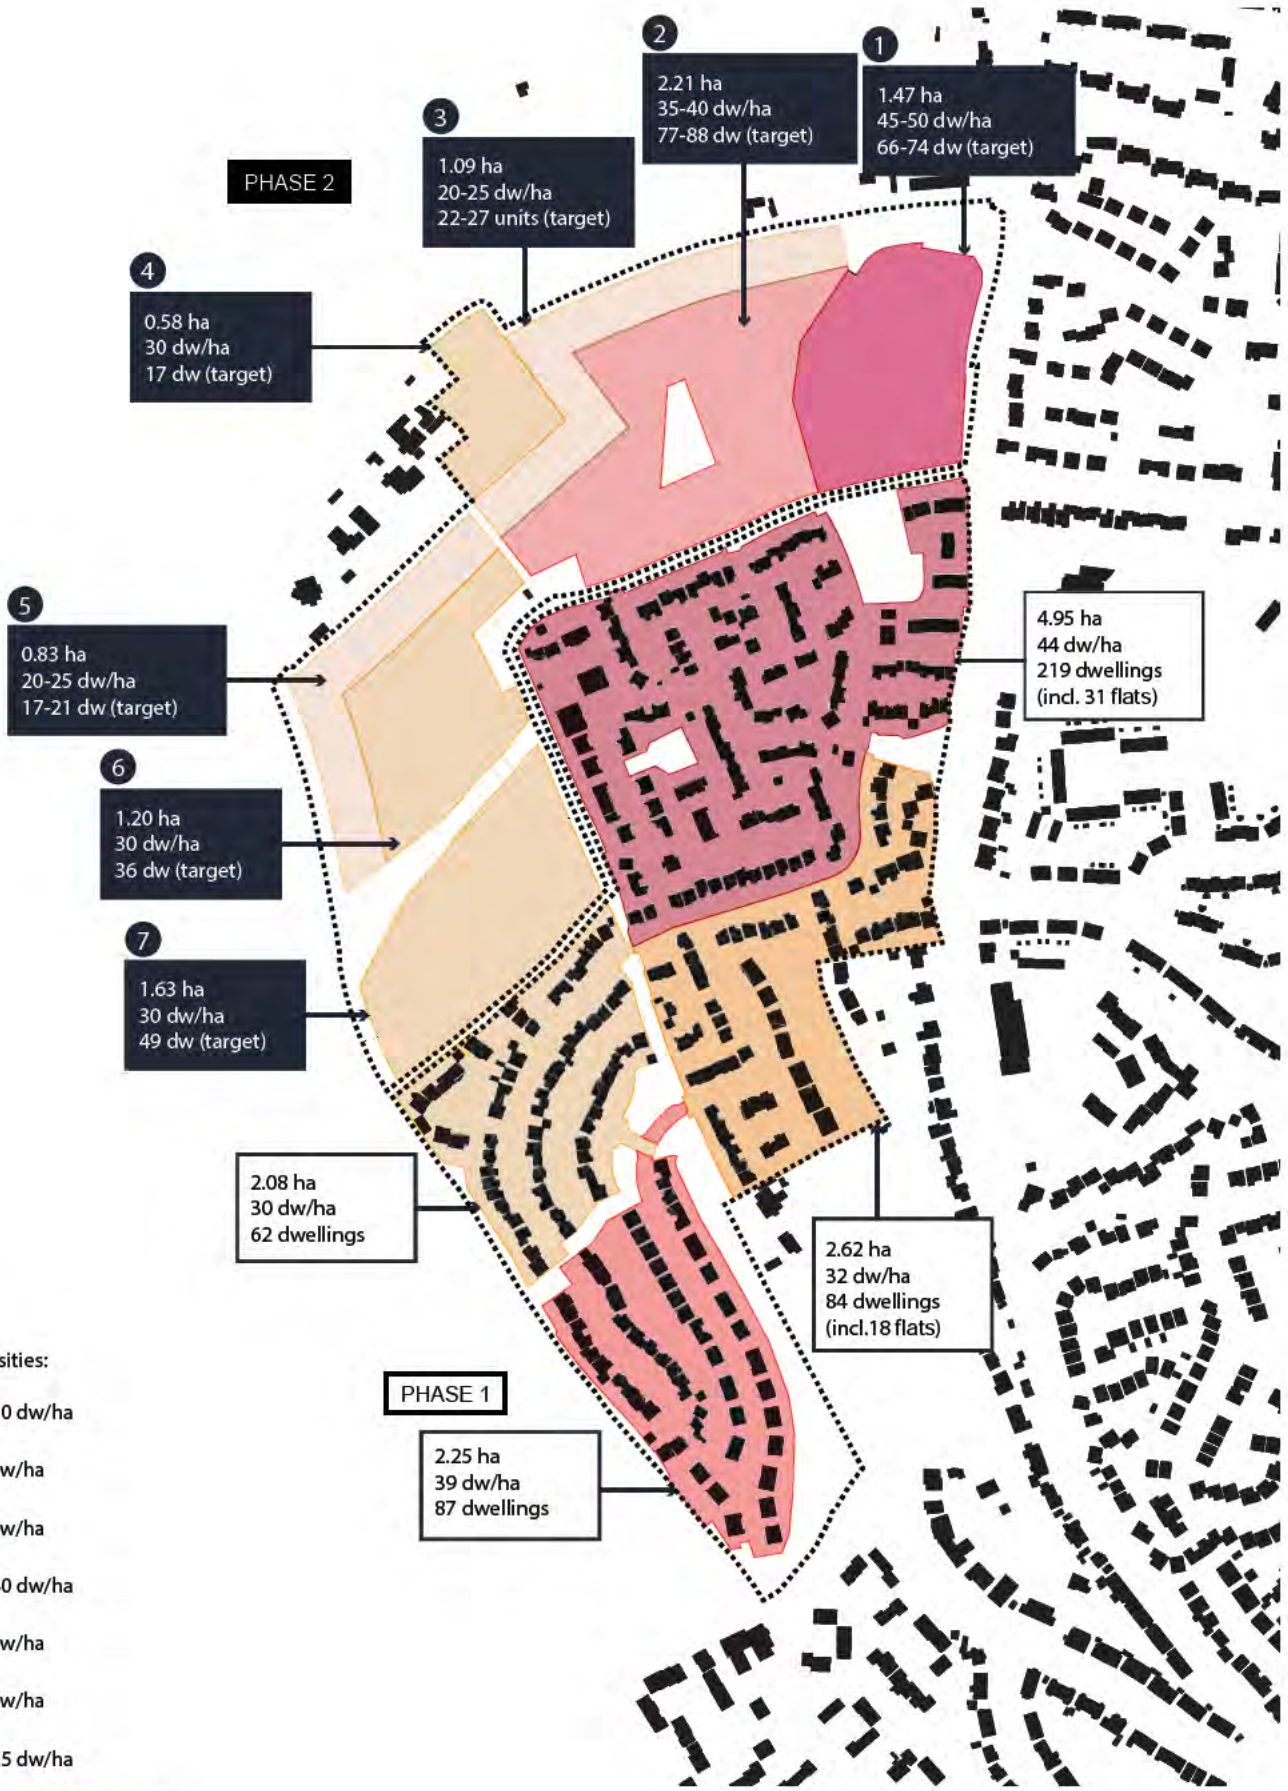 2
1
2.21 ha
35-40 dw/ha
77-88 dw (target)
1.47 ha
45-50 dw/ha
66-74 dw (target)
3
1.09 ha
20-25 dw/ha
22-27 units (target)
PHASE 2
4
0.58 ha
30 dw/ha
17 dw (target)
5
0.83 ha
20-25 dw/ha
17-21 dw (target)
4.95 ha
44 dw/ha
219 dwellings
(incl. 31 flats)
6
1.20 ha
30 dw/ha
36 dw (target)
7
1.63 ha
30 dw/ha
49 dw (target)
2.08 ha
30 dw/ha
62 dwellings
2.62 ha
32 dw/ha
84 dwellings
(incl.18 flats)
PHASE 1
2.25 ha
39 dw/ha
87 dwellings
sities:
0 dw/ha
w/ha
w/ha
0 dw/ha
w/ha
w/ha
5 dw/ha